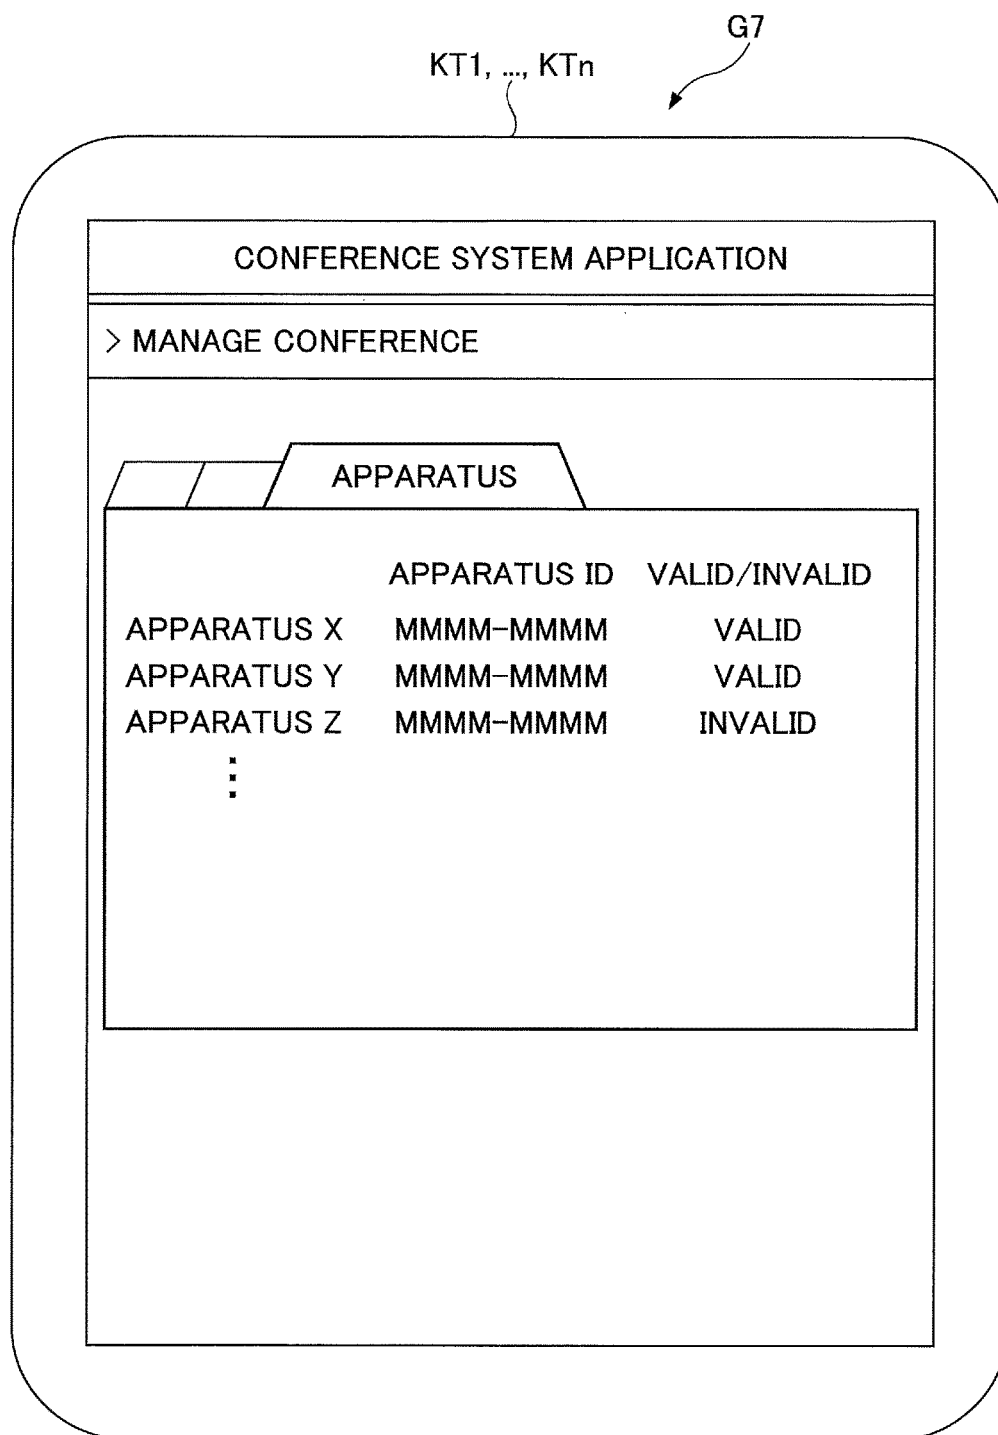 G7
KT1, ..., KTn
CONFERENCE SYSTEM APPLICATION
> MANAGE CONFERENCE
APPARATUS
APPARATUS ID VALID/INVALID
APPARATUS X MMMM-MMMM VALID
APPARATUS Y MMMM-MMMM VALID
APPARATUS Z MMMM-MMMM INVALID
⋮